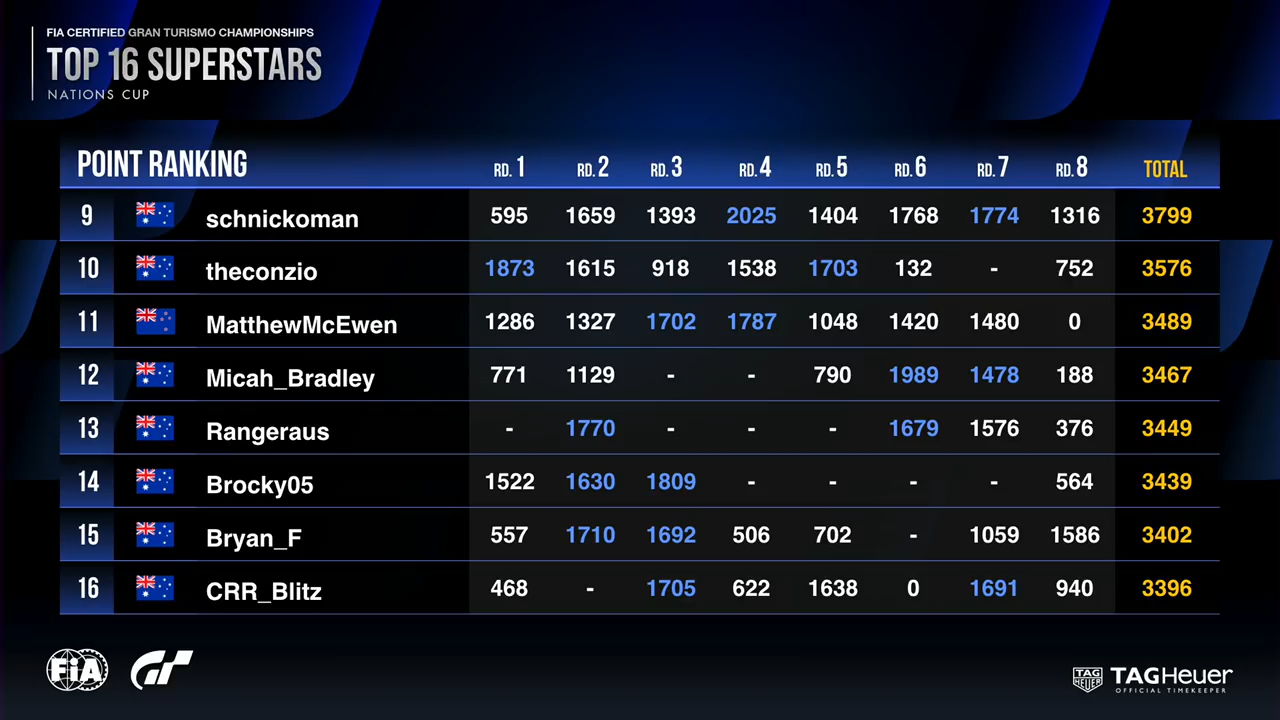 FIA CERTIFIED GRAN TURISMO CHAMPIONSHIPS
TOP 16 SUPERSTARS
NATIONS CUP
POINT RANKING RD. 1 RD. 2 RD. 3 RD. 4 RD. 5 RD. 6 RD. 7 RD. 8 TOTAL
9 schnickoman 595 1659 1393 2025 1404 1768 1774 1316 3799
10 theconzio 1873 1615 918 1538 1703 132 - 752 3576
11 MatthewMcEwen 1286 1327 1702 1787 1048 1420 1480 0 3489
12 Micah_Bradley 771 1129 - - 790 1989 1478 188 3467
13 Rangeraus - 1770 - - - 1679 1576 376 3449
14 Brocky05 1522 1630 1809 - - - - 564 3439
15 Bryan_F 557 1710 1692 506 702 - 1059 1586 3402
16 CRR_Blitz 468 - 1705 622 1638 0 1691 940 3396
FiA GT TAG HEUER TAGHeuer
OFFICIAL TIMEKEEPER